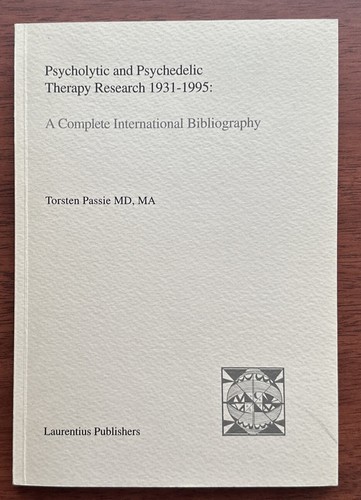 Psycholytic and Psychedelic
Therapy Research 1931-1995:
A Complete International Bibliography
Torsten Passie MD, MA
Laurentius Publishers